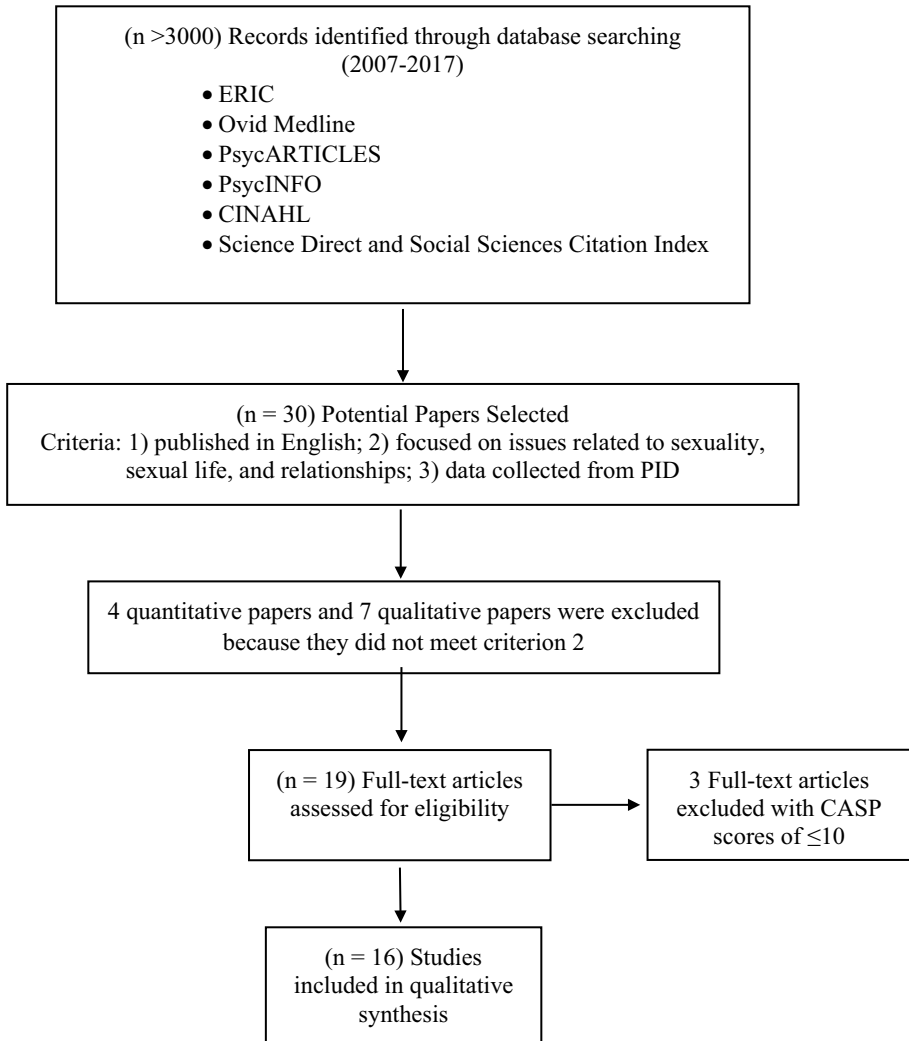 (n >3000) Records identified through database searching
(2007-2017)
• ERIC
• Ovid Medline
• PsycARTICLES
• PsycINFO
• CINAHL
• Science Direct and Social Sciences Citation Index
(n = 30) Potential Papers Selected
Criteria: 1) published in English; 2) focused on issues related to sexuality,
sexual life, and relationships; 3) data collected from PID
4 quantitative papers and 7 qualitative papers were excluded
because they did not meet criterion 2
(n = 19) Full-text articles
assessed for eligibility
3 Full-text articles
excluded with CASP
scores of ≤10
(n = 16) Studies
included in qualitative
synthesis